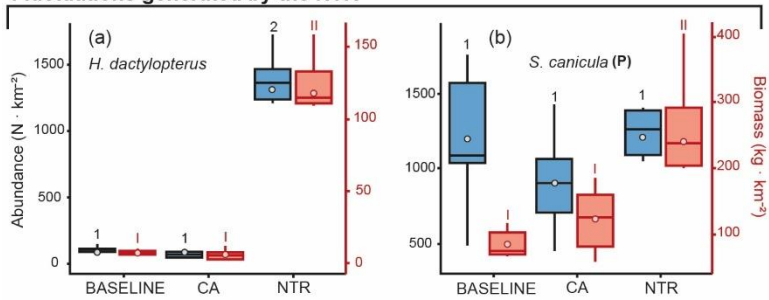 (a)
H. dactylopterus
2
II
1
I
1
I
Abundance (N · km⁻²)
1500
1000
500
0
150
100
50
0
BASELINE
CA
NTR
(b)
S. canicula (P)
1
I
1
I
1
II
1500
1000
500
400
300
200
100
Biomass (kg · km⁻²)
BASELINE
CA
NTR